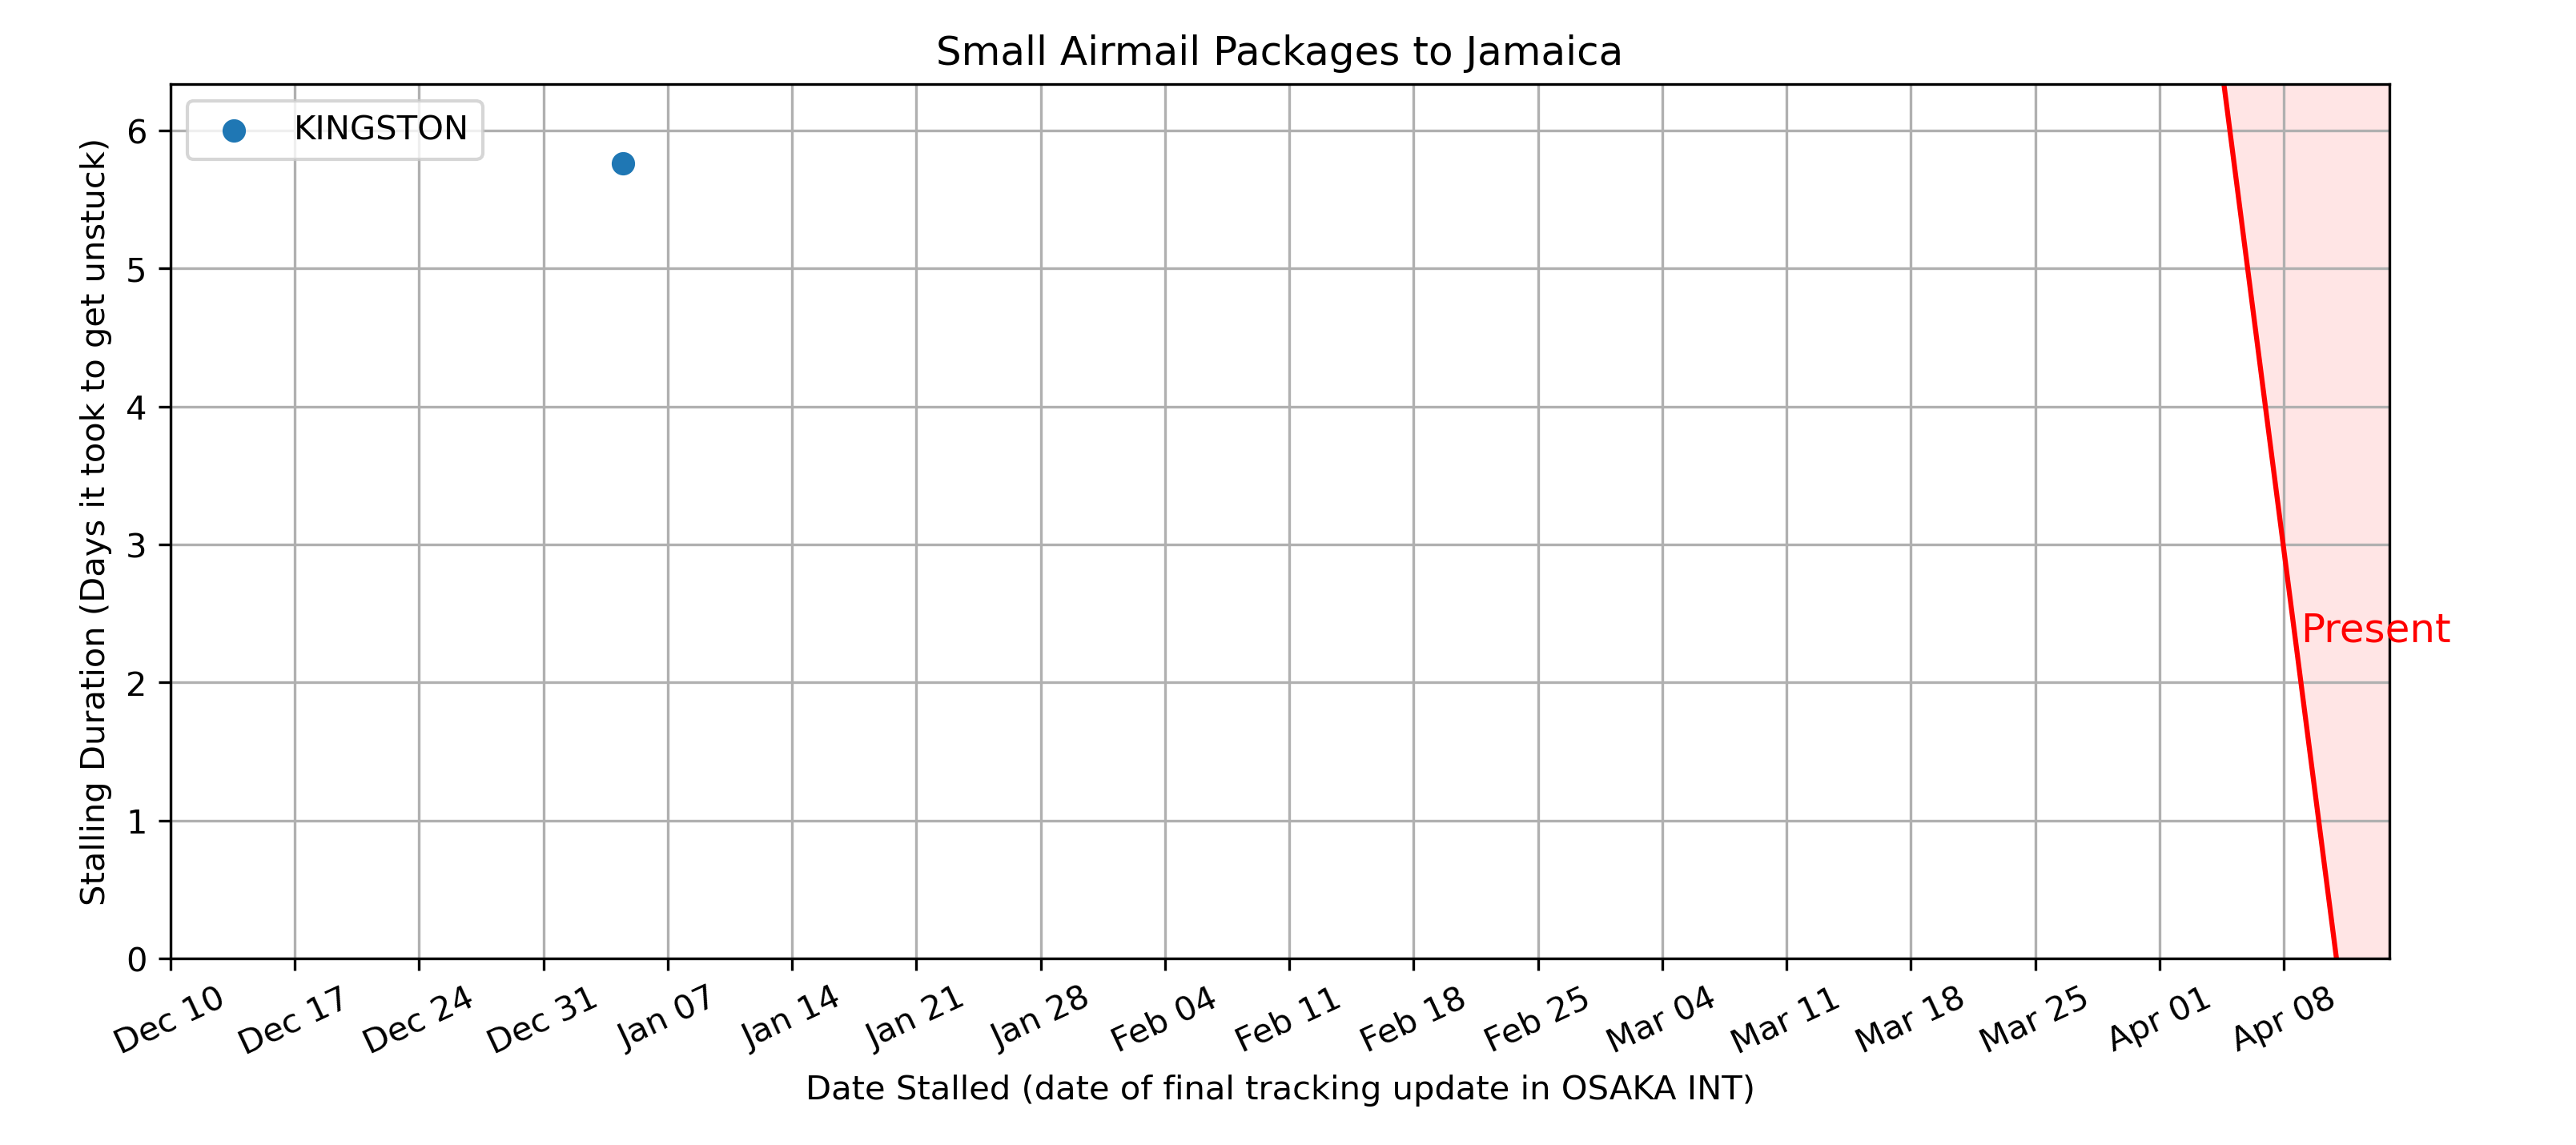 Small Airmail Packages to Jamaica
KINGSTON
Stalling Duration (Days it took to get unstuck)
6
5
4
3
2
1
0
Present
Dec 10
Dec 17
Dec 24
Dec 31
Jan 07
Jan 14
Jan 21
Jan 28
Feb 04
Feb 11
Feb 18
Feb 25
Mar 04
Mar 11
Mar 18
Mar 25
Apr 01
Apr 08
Date Stalled (date of final tracking update in OSAKA INT)